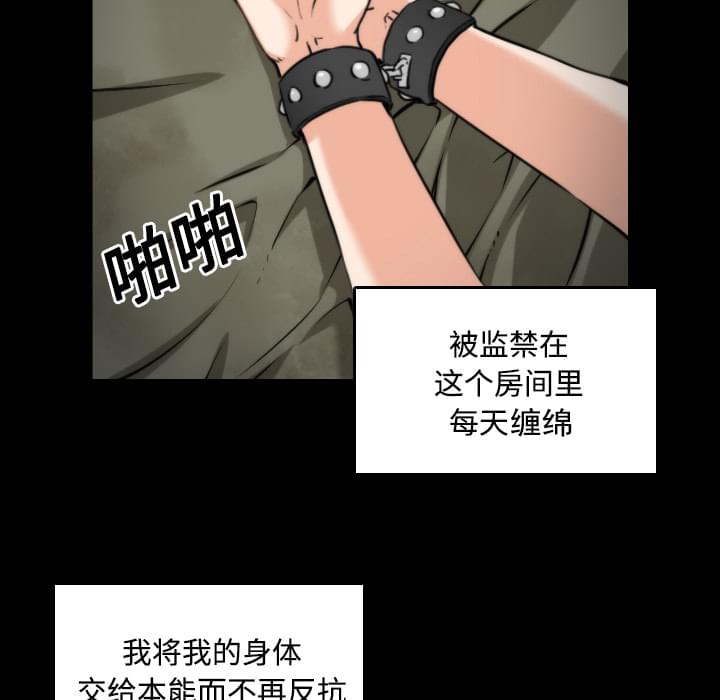 啪啪
被监禁在
这个房间里
每天缠绵
我将我的身体
交给本能而不再反抗